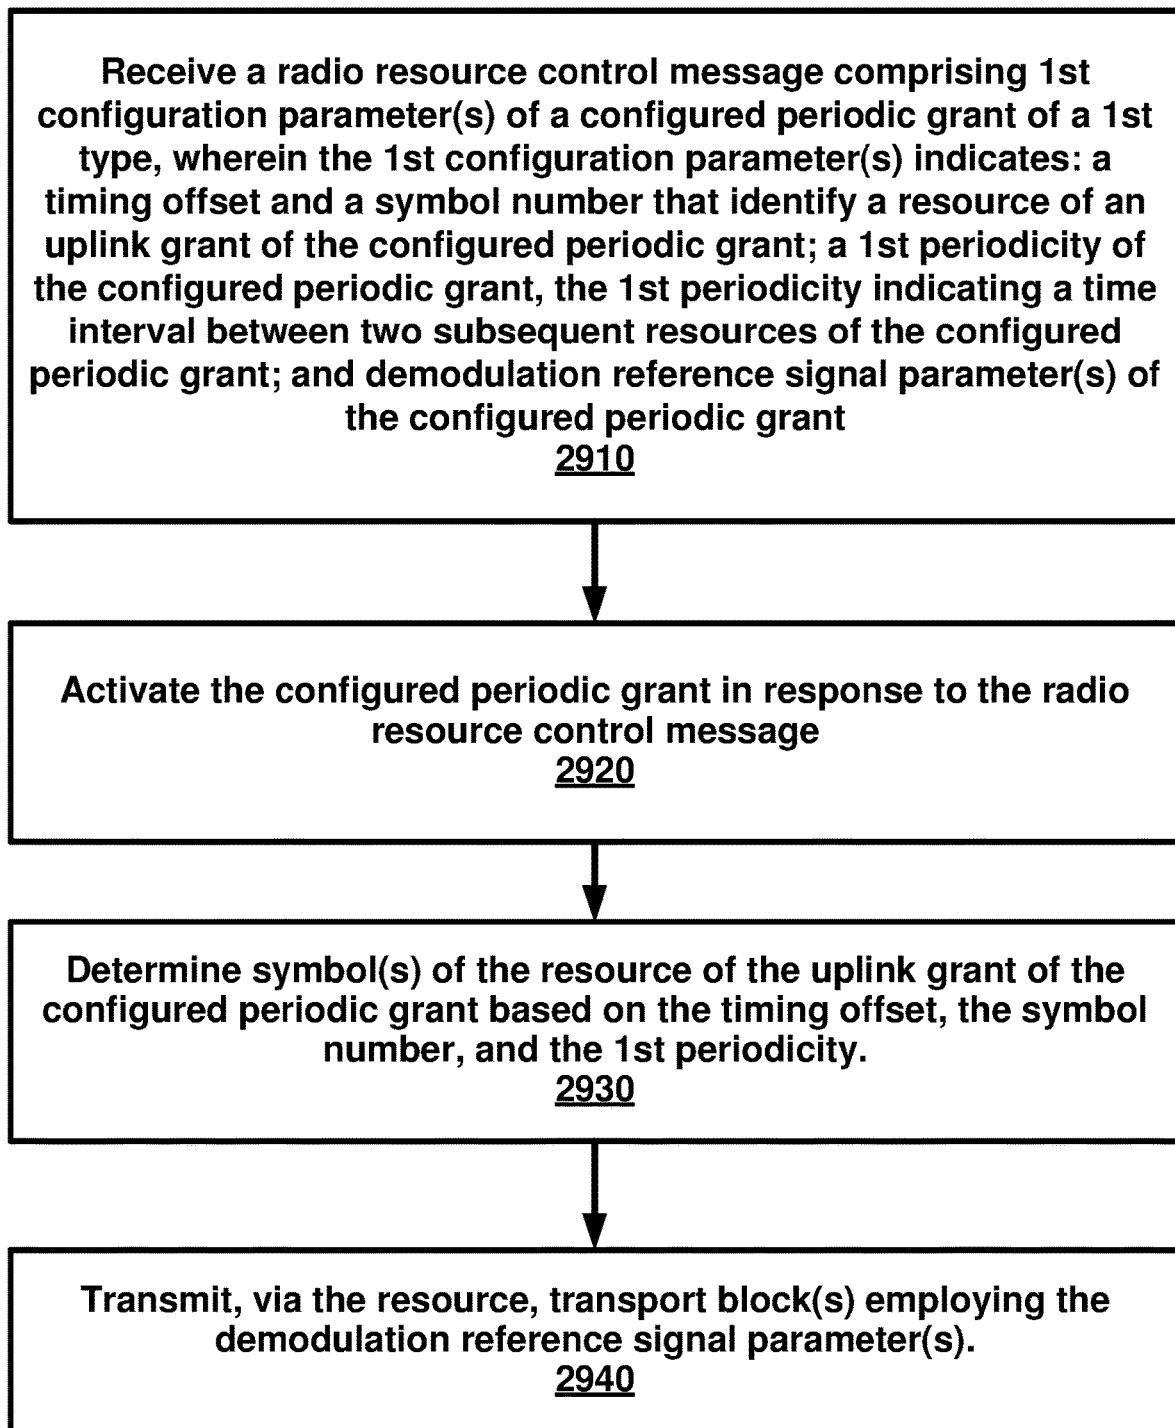 Receive a radio resource control message comprising 1st
configuration parameter(s) of a configured periodic grant of a 1st
type, wherein the 1st configuration parameter(s) indicates: a
timing offset and a symbol number that identify a resource of an
uplink grant of the configured periodic grant; a 1st periodicity of
the configured periodic grant, the 1st periodicity indicating a time
interval between two subsequent resources of the configured
periodic grant; and demodulation reference signal parameter(s) of
the configured periodic grant
2910
Activate the configured periodic grant in response to the radio
resource control message
2920
Determine symbol(s) of the resource of the uplink grant of the
configured periodic grant based on the timing offset, the symbol
number, and the 1st periodicity.
2930
Transmit, via the resource, transport block(s) employing the
demodulation reference signal parameter(s).
2940